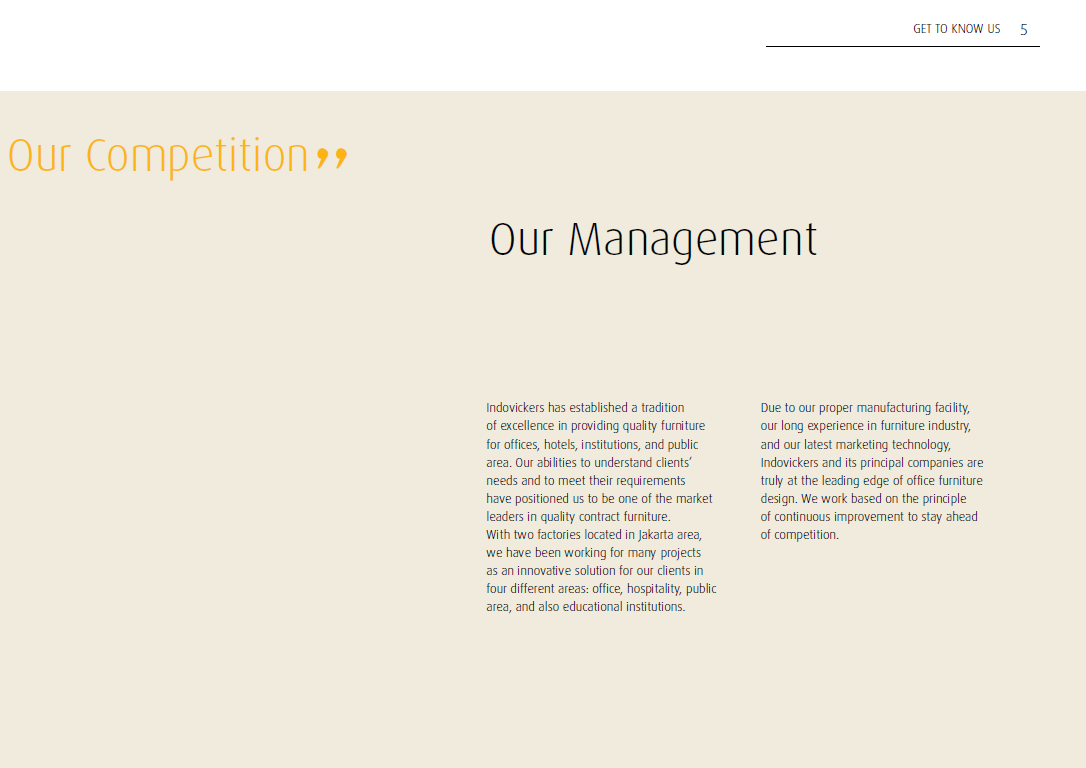 GET TO KNOW US 5
Our Competition”
Our Management
Indovickers has established a tradition
of excellence in providing quality furniture
for offices, hotels, institutions, and public
area. Our abilities to understand clients’
needs and to meet their requirements
have positioned us to be one of the market
leaders in quality contract furniture.
With two factories located in Jakarta area,
we have been working for many projects
as an innovative solution for our clients in
four different areas: office, hospitality, public
area, and also educational institutions.
Due to our proper manufacturing facility,
our long experience in furniture industry,
and our latest marketing technology,
Indovickers and its principal companies are
truly at the leading edge of office furniture
design. We work based on the principle
of continuous improvement to stay ahead
of competition.